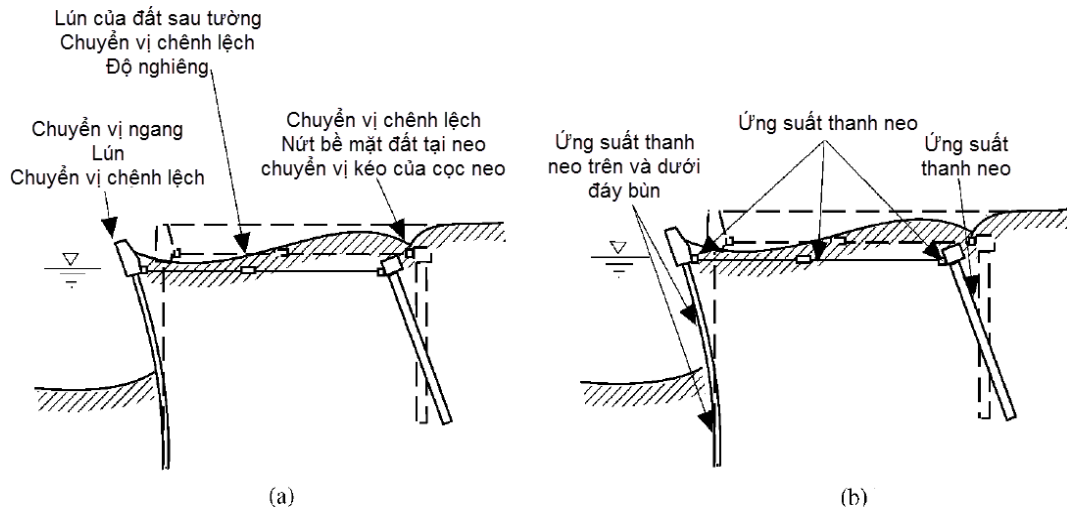 Lún của đất sau tường
Chuyển vị chênh lệch
Độ nghiêng
Chuyển vị ngang
Lún
Chuyển vị chênh lệch
Chuyển vị chênh lệch
Nứt bề mặt đất tại neo
chuyển vị kéo của cọc neo
(a)
Ứng suất thanh neo
Ứng suất thanh
neo trên và dưới
đáy bùn
Ứng suất
thanh neo
(b)